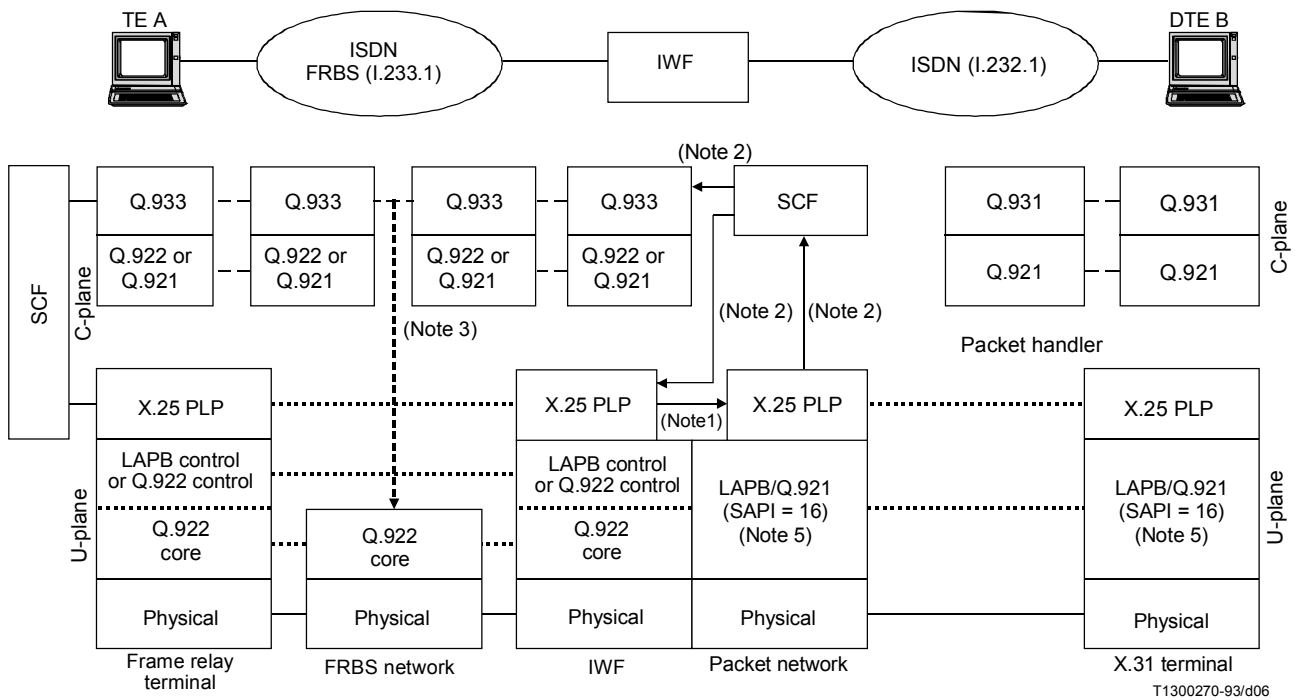 TE A
DTE B
ISDN
FRBS (I.233.1)
IWF
ISDN (I.232.1)
(Note 2)
SCF
C-plane
Q.933
Q.933
Q.933
Q.933
SCF
Q.931
Q.931
C-plane
Q.922 or
Q.921
Q.922 or
Q.921
Q.922 or
Q.921
Q.922 or
Q.921
Q.921
Q.921
(Note 3)
(Note 2)
(Note 2)
Packet handler
X.25 PLP
X.25 PLP
(Note1)
X.25 PLP
X.25 PLP
U-plane
LAPB control
or Q.922 control
LAPB control
or Q.922 control
LAPB/Q.921
(SAPI = 16)
(Note 5)
LAPB/Q.921
(SAPI = 16)
(Note 5)
U-plane
Q.922
core
Q.922
core
Q.922
core
Physical
Physical
Physical
Physical
Physical
Frame relay
terminal
FRBS network
IWF
Packet network
X.31 terminal
T1300270-93/d06